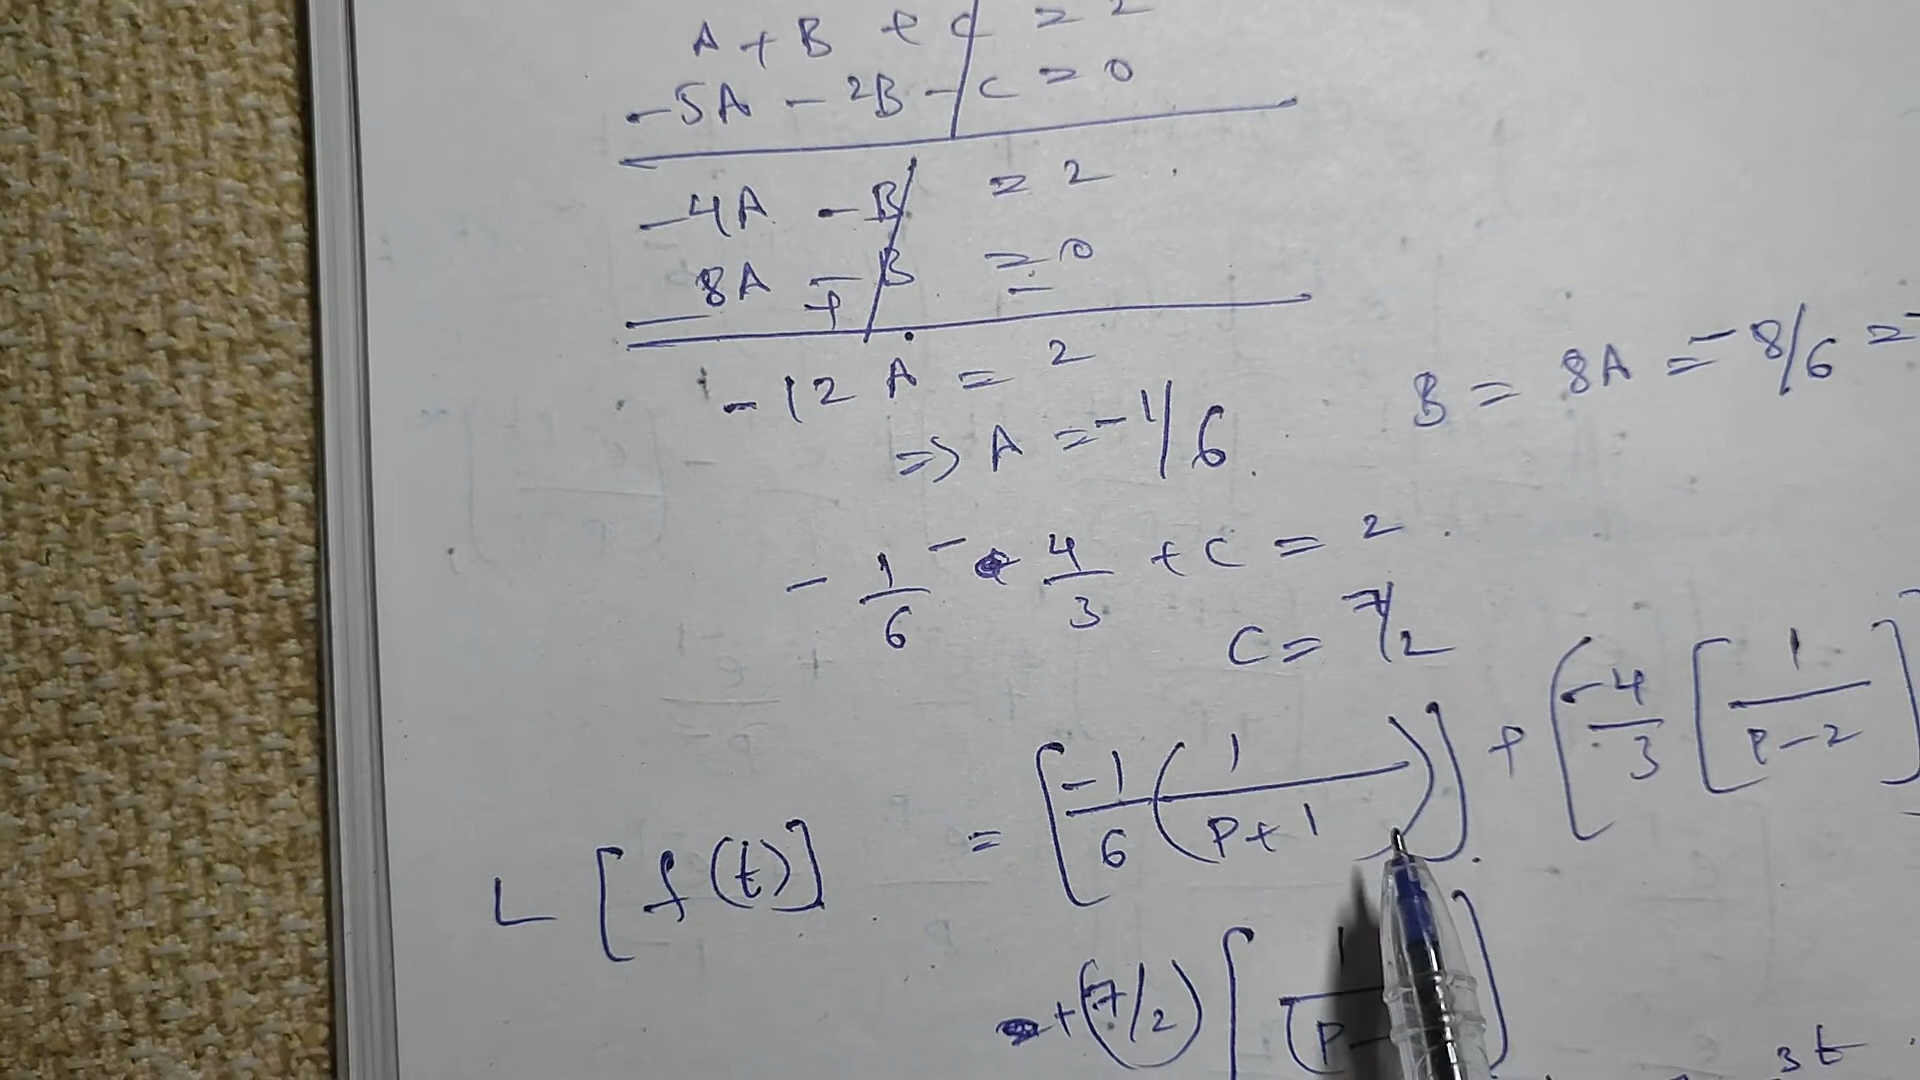 A + B + C = 2
-5A - 2B - C = 0
-4A - B = 2
8A - B = 0
- + -
-12 A = 2
=> A = -1/6
B = 8A = -8/6 = -
- 1/6 - 4/3 + C = 2
C = 7/2
L [f(t)] = [-1/6 (1/(P+1))] + (-4/3 [1/(P-2)]
+ (7/2) [1/(P-
3t